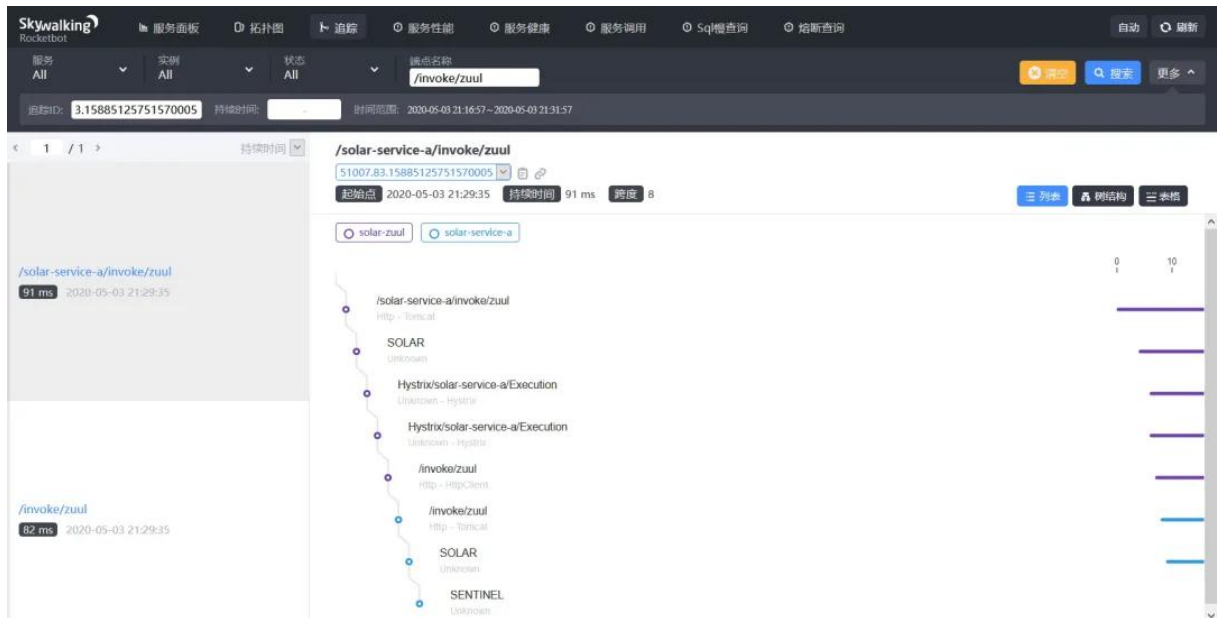 Skywalking
Rocketbot
服务面板 拓扑图 追踪 服务性能 服务健康 服务调用 Sql慢查询 熔断查询 自动 刷新
服务 实例 状态 端点名称
All All All /invoke/zuul 清空 搜索 更多
追踪ID: 3.15885125751570005 持续时间: - 时间范围: 2020-05-03 21:16:57~2020-05-03 21:31:57
1 / 1 持续时间
/solar-service-a/invoke/zuul
51007.83.15885125751570005
起始点 2020-05-03 21:29:35 持续时间 91 ms 跨度 8 列表 树结构 表格
solar-zuul solar-service-a
0 10
/solar-service-a/invoke/zuul
91 ms 2020-05-03 21:29:35
/invoke/zuul
82 ms 2020-05-03 21:29:35
/solar-service-a/invoke/zuul
Http - Tomcat
SOLAR
Unknown
Hystrix/solar-service-a/Execution
Unknown - Hystrix
Hystrix/solar-service-a/Execution
Unknown - Hystrix
/invoke/zuul
Http - HttpClient
/invoke/zuul
Http - Tomcat
SOLAR
Unknown
SENTINEL
Unknown